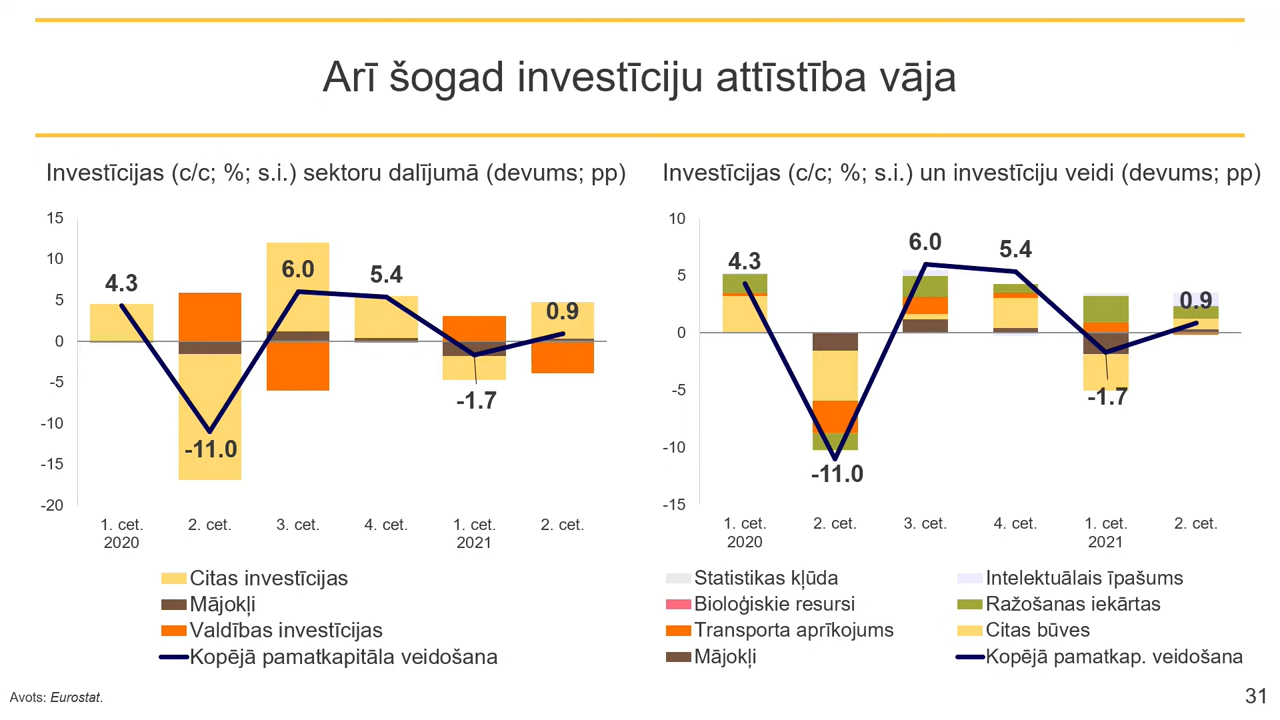 Arī šogad investīciju attīstība vāja
Investīcijas (c/c; %; s.i.) sektoru dalījumā (devums; pp)
15
10
5
0
-5
-10
-15
-20
4.3
-11.0
6.0
5.4
-1.7
0.9
1. cet. 2. cet. 3. cet. 4. cet. 1. cet. 2. cet.
2020 2021
Citas investīcijas
Mājokļi
Valdības investīcijas
Kopējā pamatkapitāla veidošana
Investīcijas (c/c; %; s.i.) un investīciju veidi (devums; pp)
10
5
0
-5
-10
-15
4.3
-11.0
6.0
5.4
-1.7
0.9
1. cet. 2. cet. 3. cet. 4. cet. 1. cet. 2. cet.
2020 2021
Statistikas kļūda Intelektuālais īpašums
Bioloģiskie resursi Ražošanas iekārtas
Transporta aprīkojums Citas būves
Mājokļi Kopējā pamatkap. veidošana
Avots: Eurostat.
31